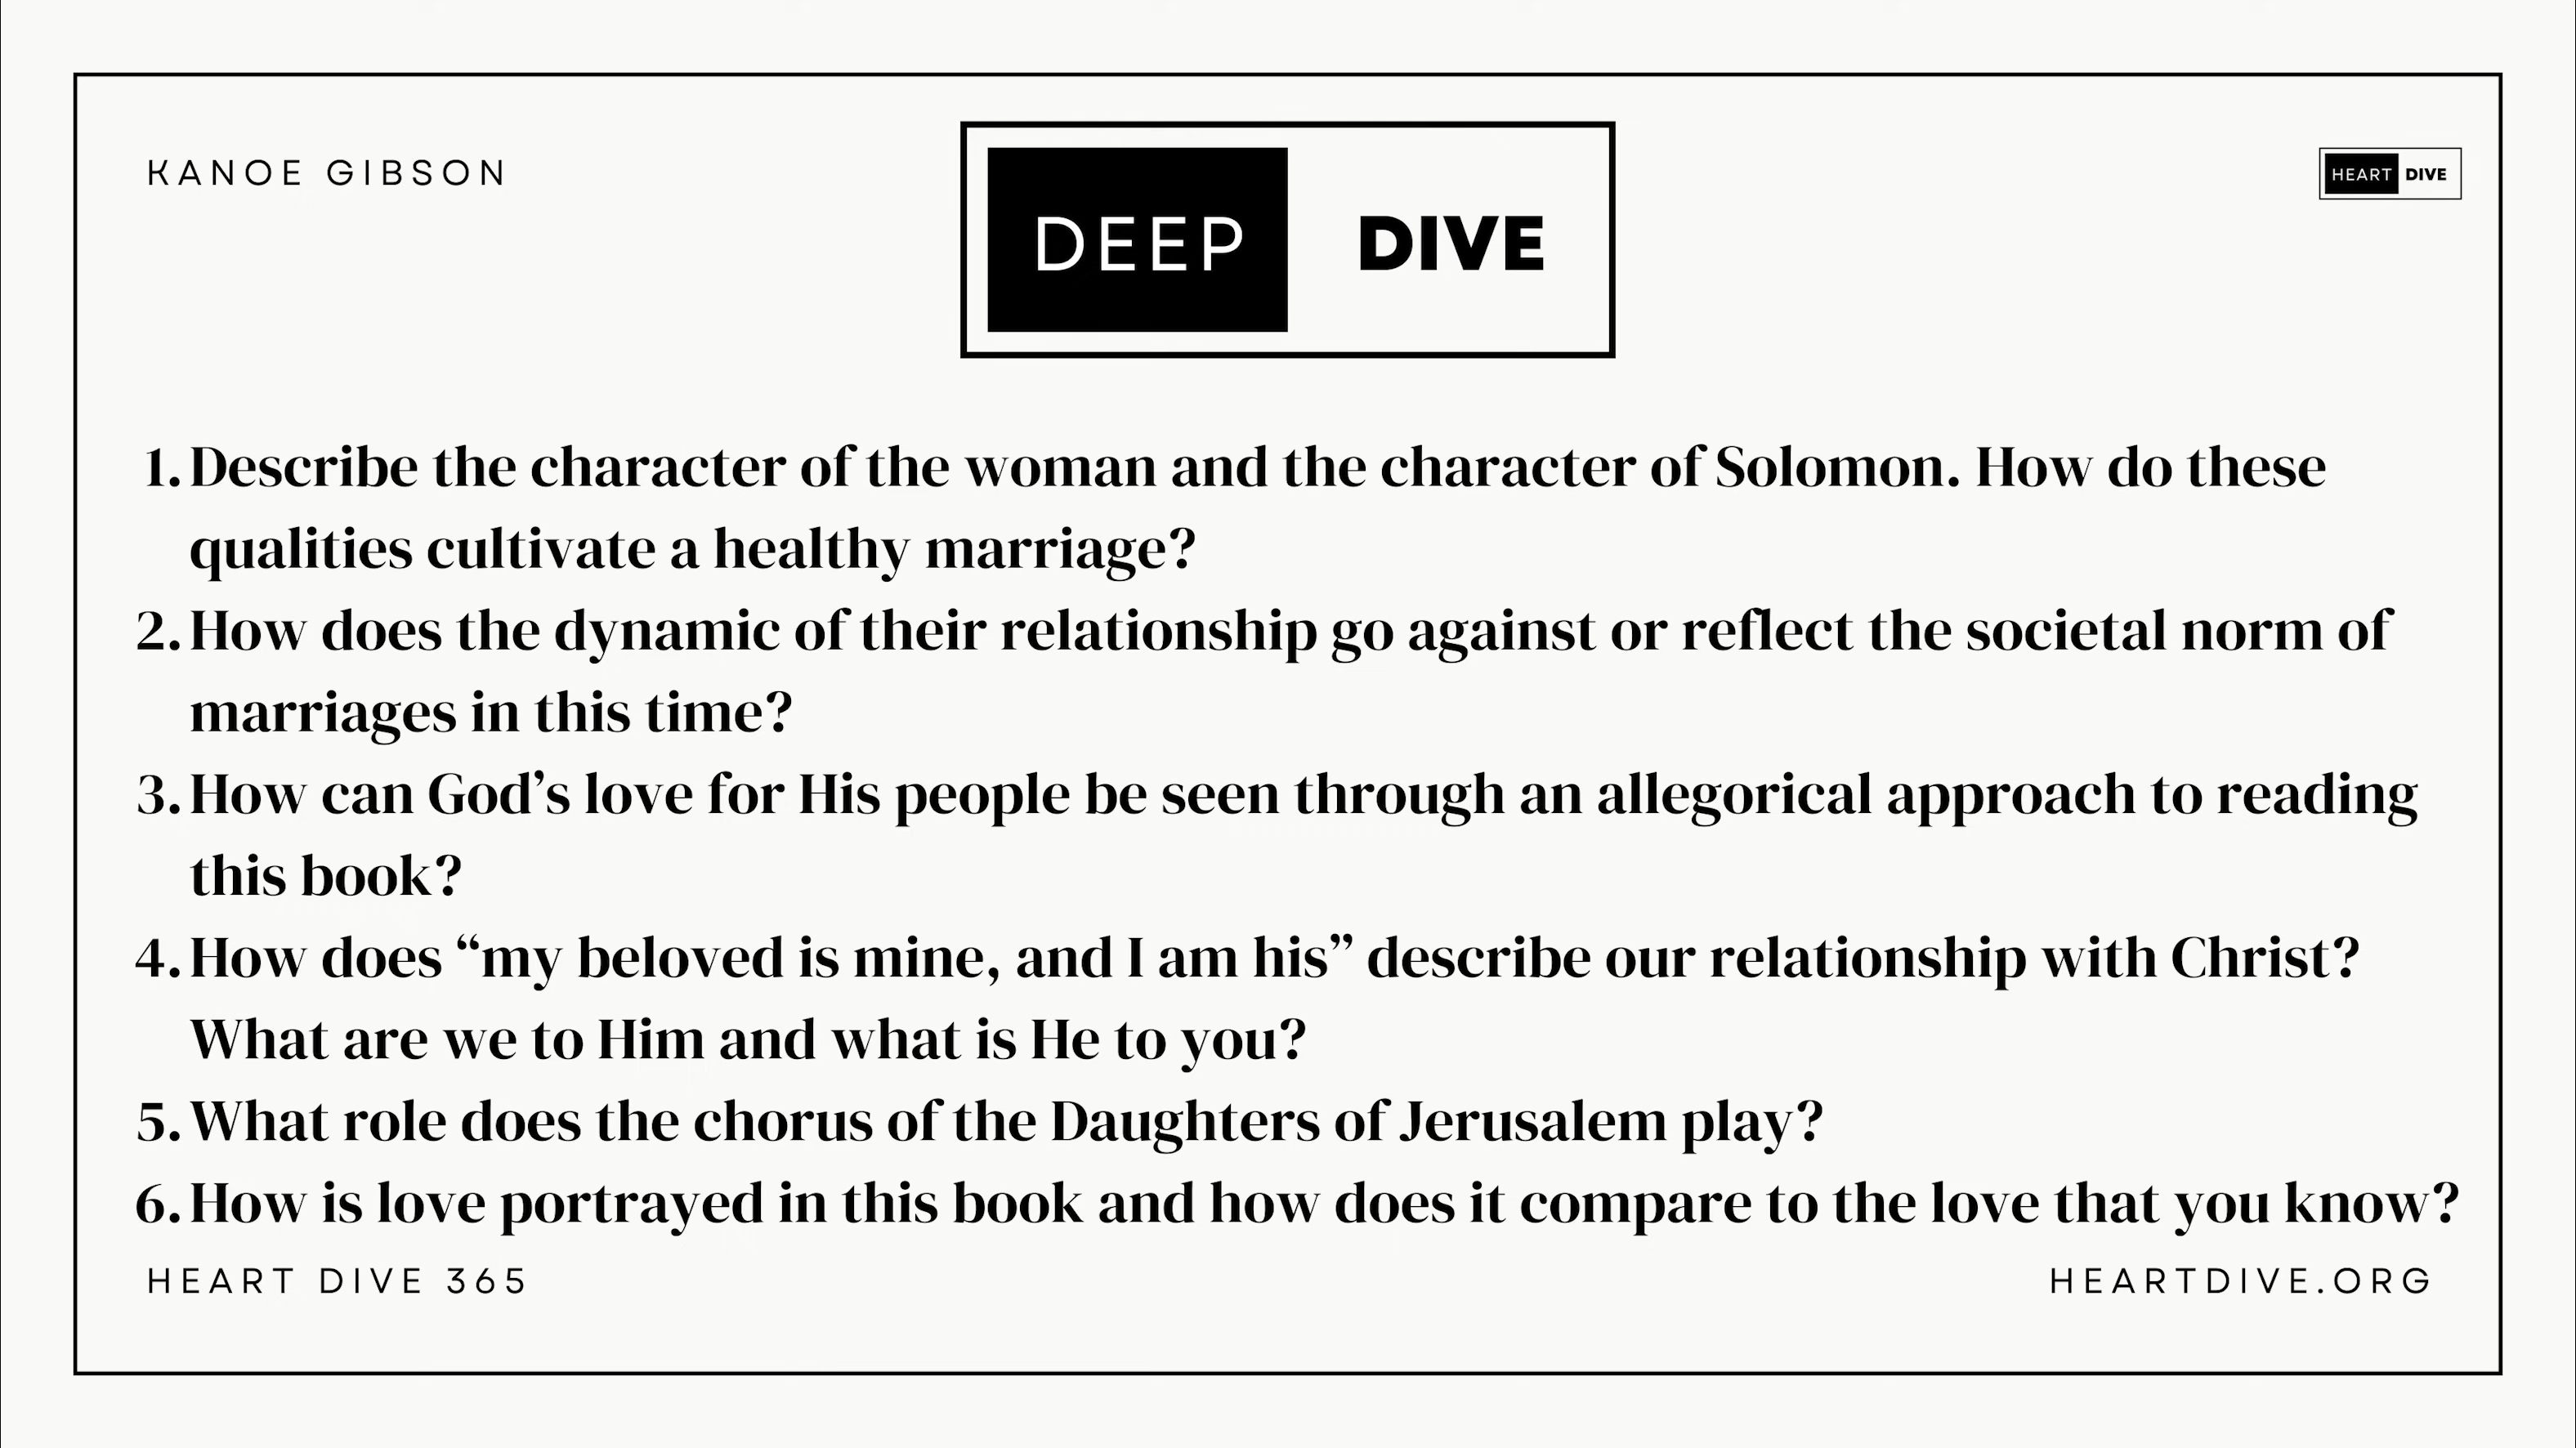 KANOE GIBSON
DEEP DIVE
HEART DIVE
1. Describe the character of the woman and the character of Solomon. How do these
qualities cultivate a healthy marriage?
2. How does the dynamic of their relationship go against or reflect the societal norm of
marriages in this time?
3. How can God’s love for His people be seen through an allegorical approach to reading
this book?
4. How does “my beloved is mine, and I am his” describe our relationship with Christ?
What are we to Him and what is He to you?
5. What role does the chorus of the Daughters of Jerusalem play?
6. How is love portrayed in this book and how does it compare to the love that you know?
HEART DIVE 365
HEARTDIVE.ORG